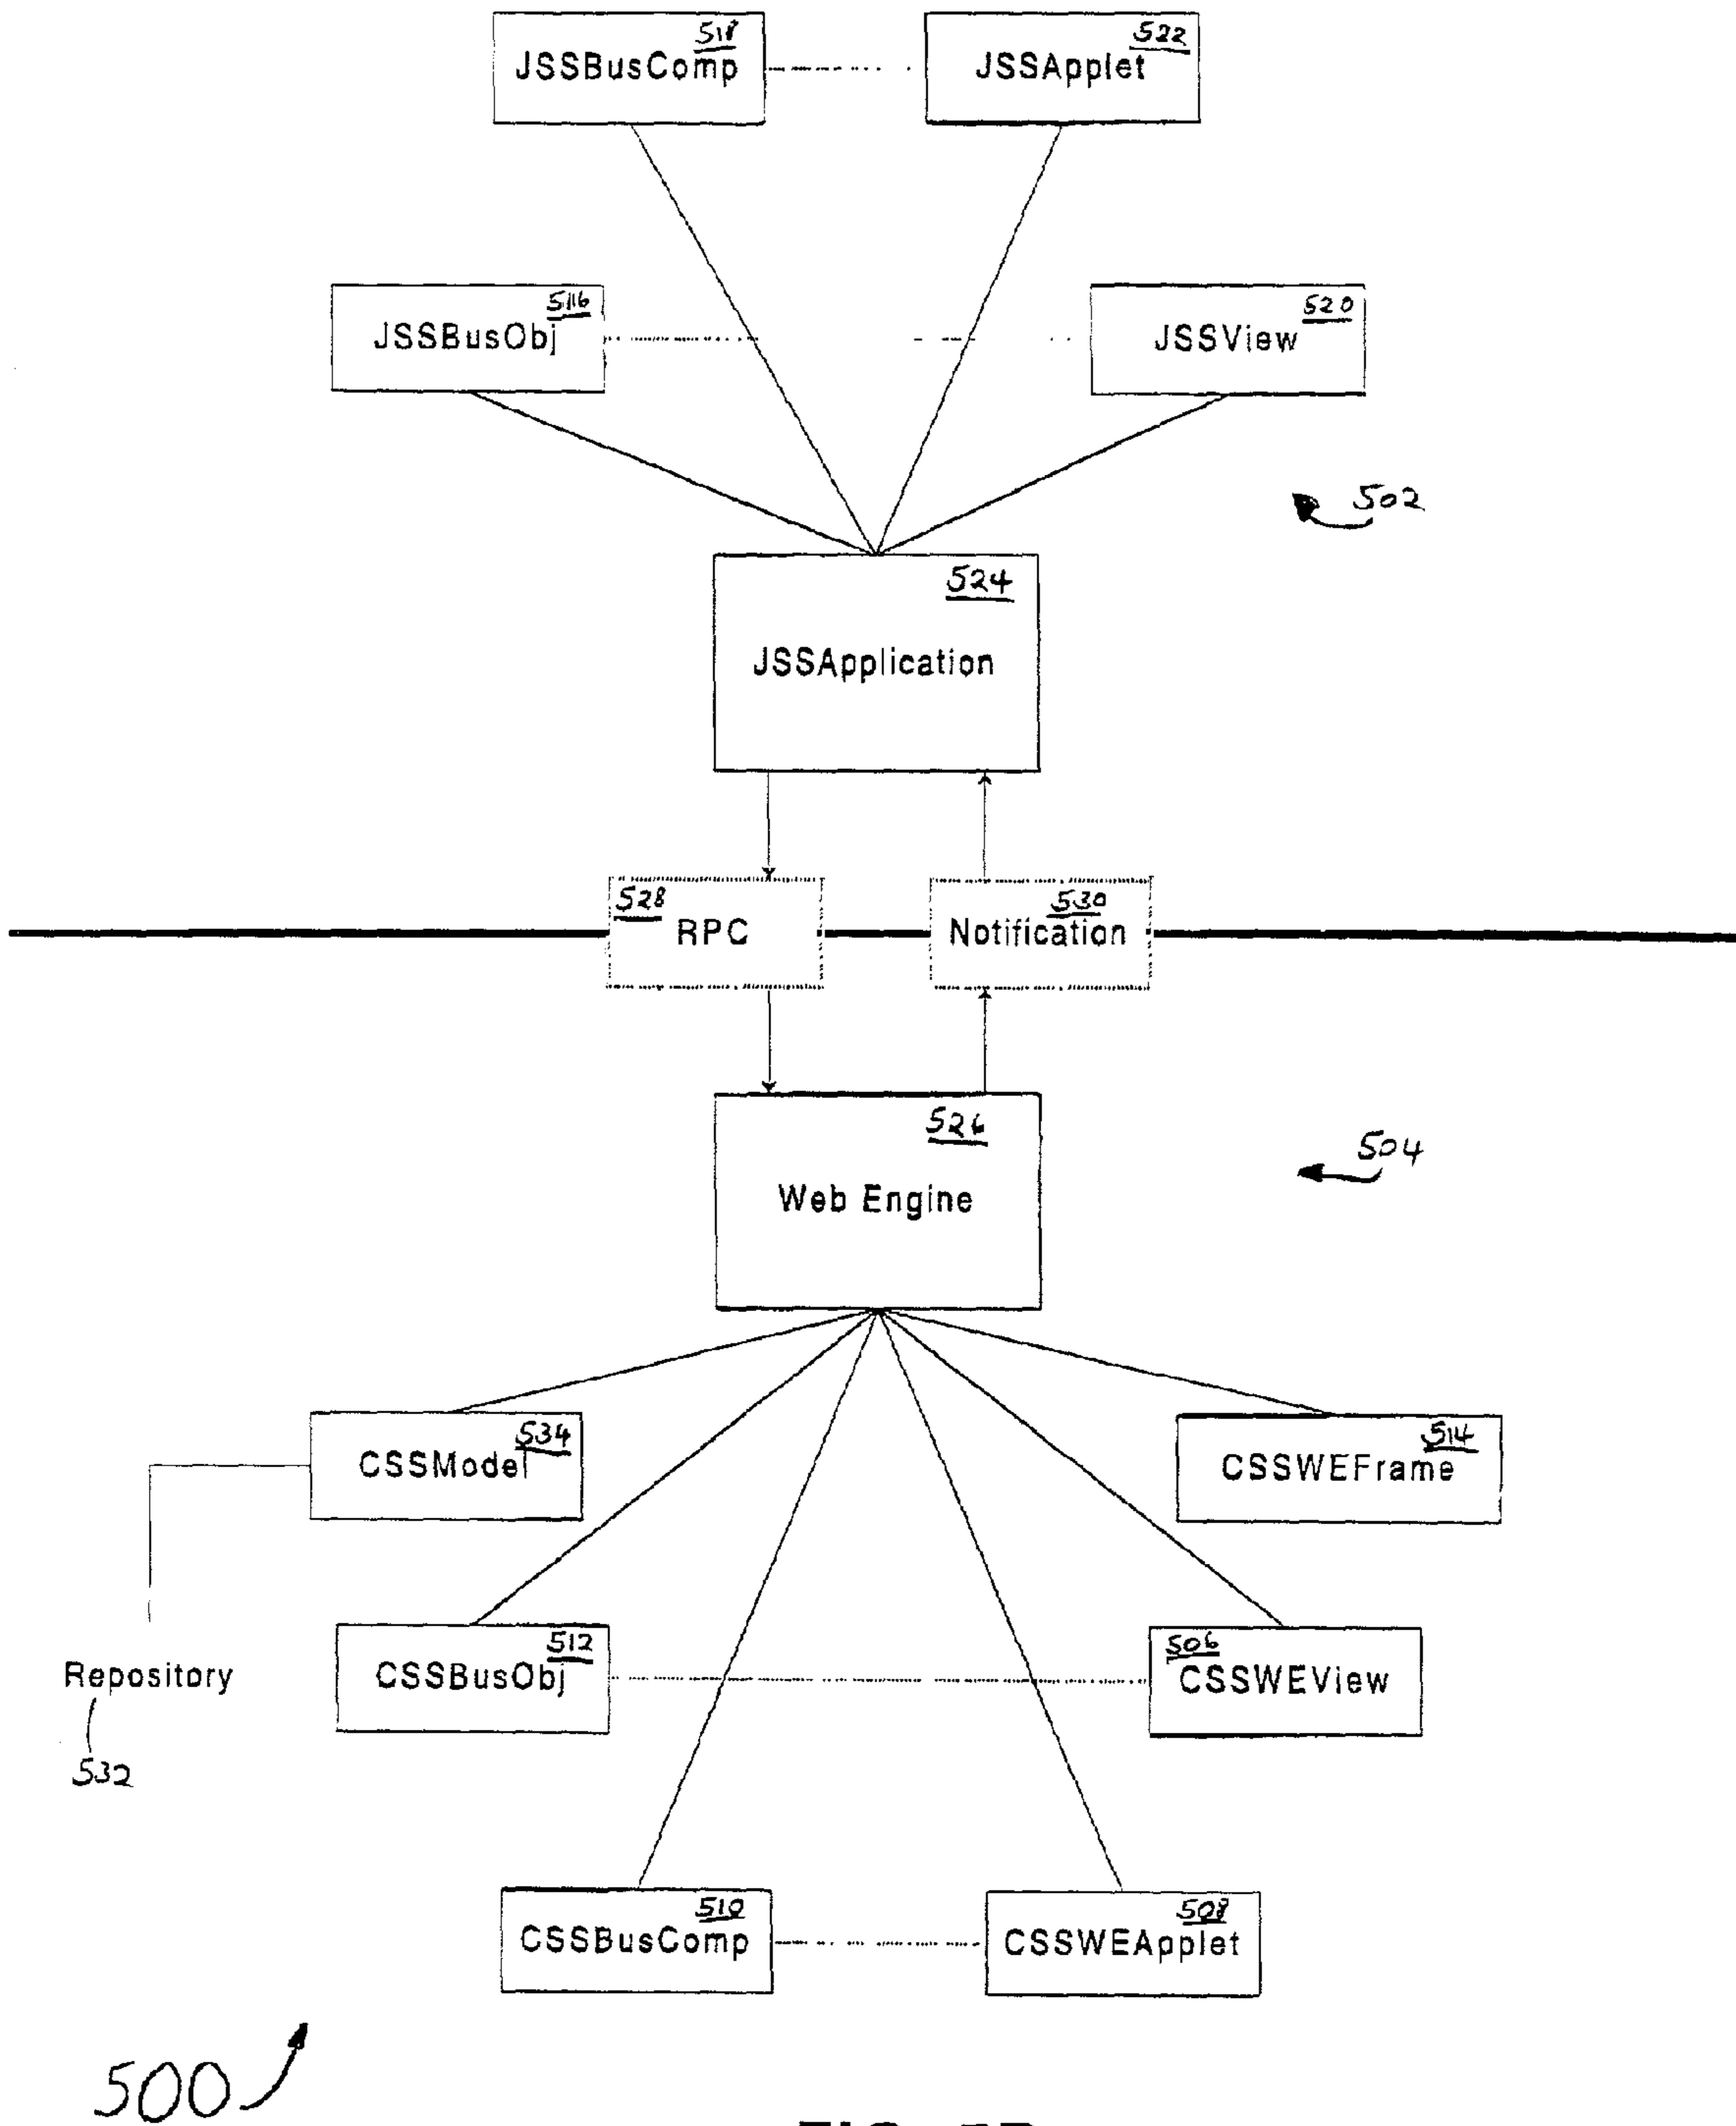 518
JSSBusComp
522
JSSApplet
516
JSSBusObj
520
JSSView
502
524
JSSApplication
528
RPC
530
Notification
526
Web Engine
504
534
CSSModel
514
CSSWEFrame
512
CSSBusObj
506
CSSWEView
Repository
532
510
CSSBusComp
508
CSSWEApplet
500